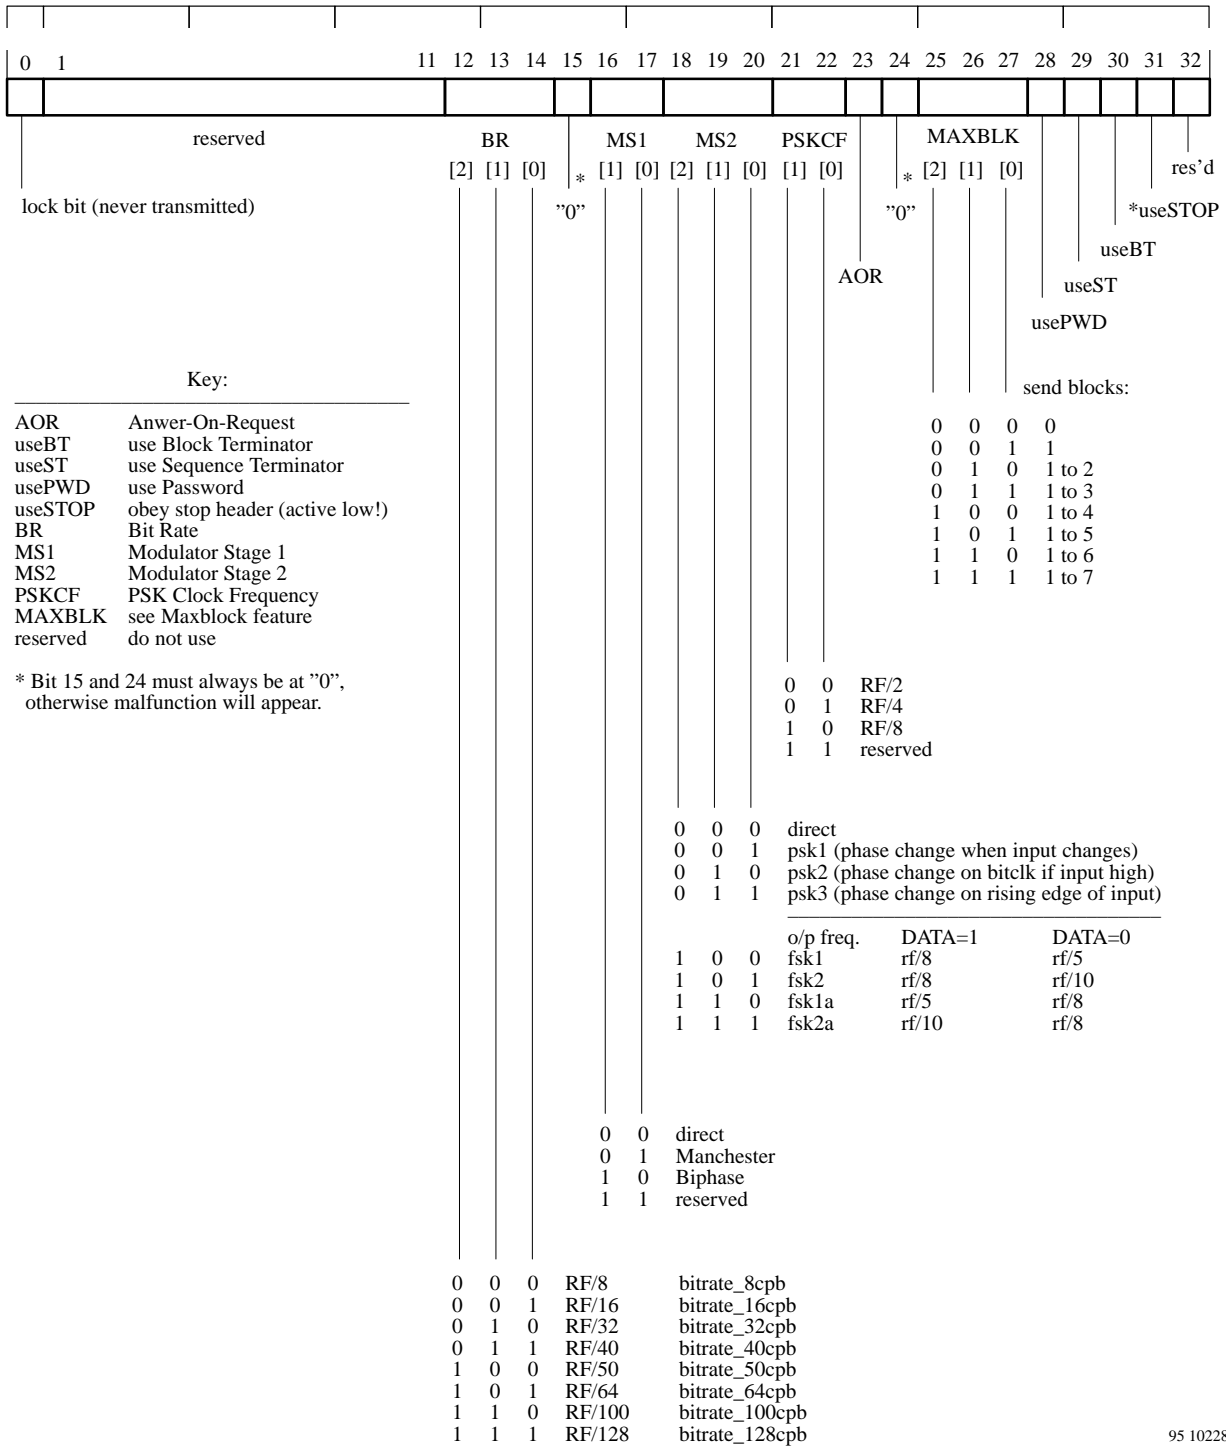 0 1 11 12 13 14 15 16 17 18 19 20 21 22 23 24 25 26 27 28 29 30 31 32
reserved BR MS1 MS2 PSKCF MAXBLK
[2] [1] [0] * [1] [0] [2] [1] [0] [1] [0] * [2] [1] [0] res’d
lock bit (never transmitted) ”0” ”0” *useSTOP
useBT
AOR useST
usePWD
Key:
AOR Anwer-On-Request
useBT use Block Terminator
useST use Sequence Terminator
usePWD use Password
useSTOP obey stop header (active low!)
BR Bit Rate
MS1 Modulator Stage 1
MS2 Modulator Stage 2
PSKCF PSK Clock Frequency
MAXBLK see Maxblock feature
reserved do not use
* Bit 15 and 24 must always be at ”0”,
otherwise malfunction will appear.
send blocks:
0 0 0 0
0 0 1 1
0 1 0 1 to 2
0 1 1 1 to 3
1 0 0 1 to 4
1 0 1 1 to 5
1 1 0 1 to 6
1 1 1 1 to 7
0 0 RF/2
0 1 RF/4
1 0 RF/8
1 1 reserved
0 0 0 direct
0 0 1 psk1 (phase change when input changes)
0 1 0 psk2 (phase change on bitclk if input high)
0 1 1 psk3 (phase change on rising edge of input)
o/p freq. DATA=1 DATA=0
1 0 0 fsk1 rf/8 rf/5
1 0 1 fsk2 rf/8 rf/10
1 1 0 fsk1a rf/5 rf/8
1 1 1 fsk2a rf/10 rf/8
0 0 direct
0 1 Manchester
1 0 Biphase
1 1 reserved
0 0 0 RF/8 bitrate_8cpb
0 0 1 RF/16 bitrate_16cpb
0 1 0 RF/32 bitrate_32cpb
0 1 1 RF/40 bitrate_40cpb
1 0 0 RF/50 bitrate_50cpb
1 0 1 RF/64 bitrate_64cpb
1 1 0 RF/100 bitrate_100cpb
1 1 1 RF/128 bitrate_128cpb
95 10228